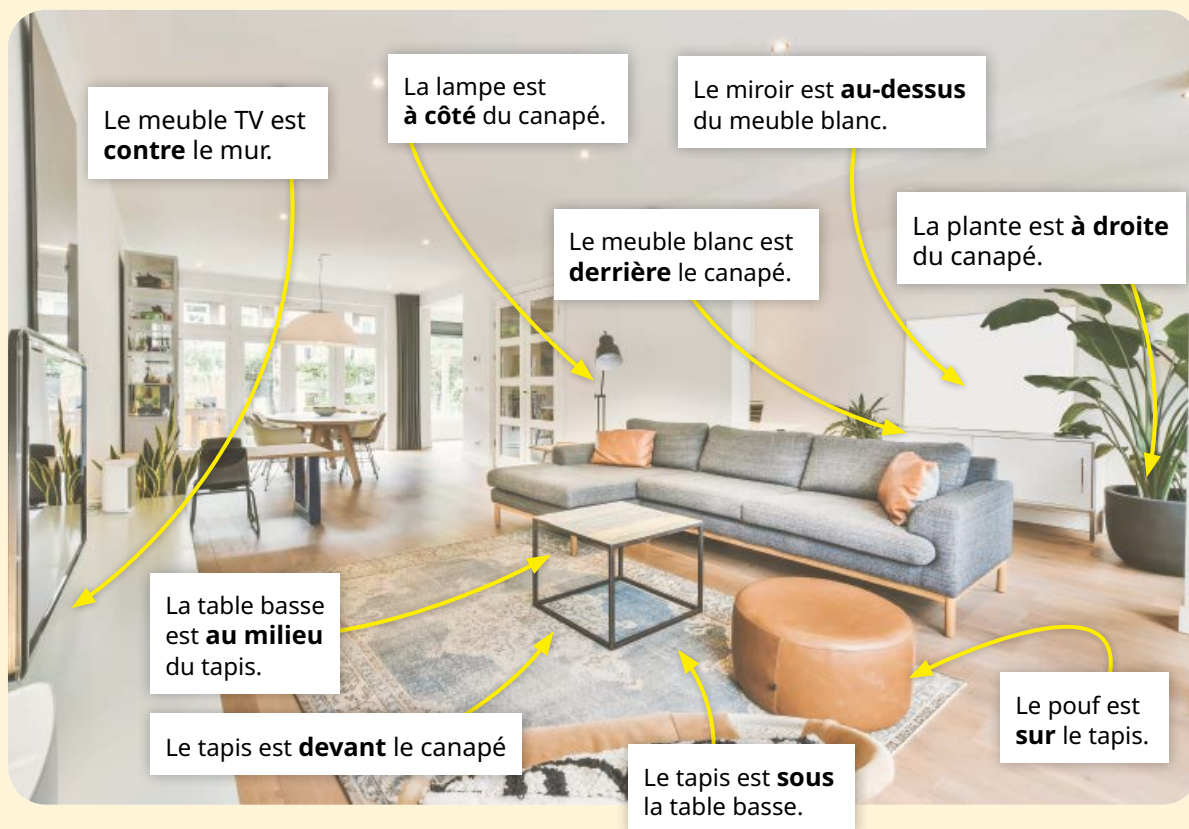 Le meuble TV est
contre le mur.
La lampe est
à côté du canapé.
Le miroir est au-dessus
du meuble blanc.
Le meuble blanc est
derrière le canapé.
La plante est à droite
du canapé.
La table basse
est au milieu
du tapis.
Le tapis est devant le canapé
Le tapis est sous
la table basse.
Le pouf est
sur le tapis.